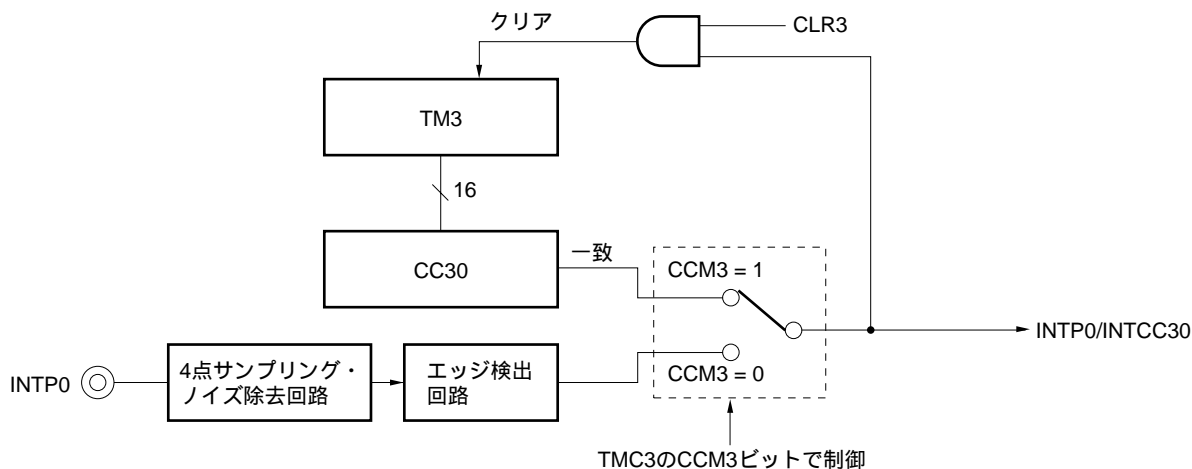 クリア
CLR3
TM3
16
CC30
一致
CCM3 = 1
INTP0/INTCC30
INTP0
4点サンプリング・
ノイズ除去回路
エッジ検出
回路
CCM3 = 0
TMC3のCCM3ビットで制御